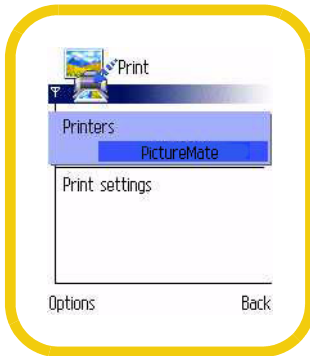 Print
Printers
PictureMate
Print settings
Options Back